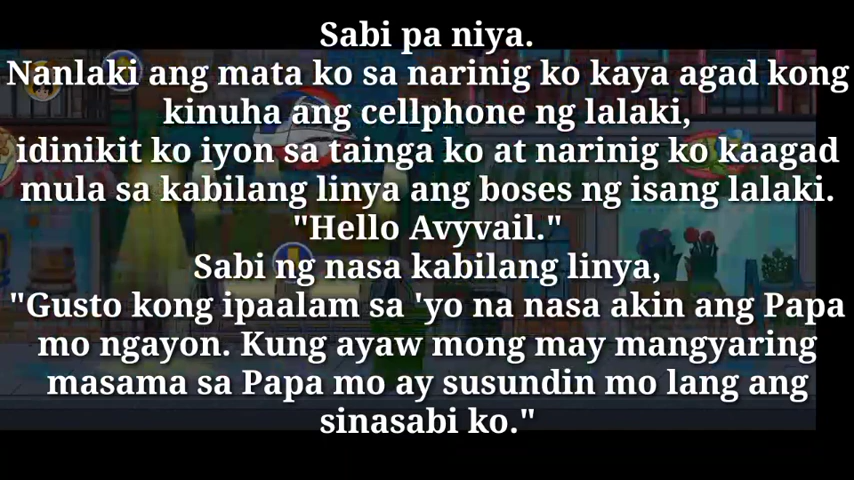 Sabi pa niya.
Nanlaki ang mata ko sa narinig ko kaya agad kong
kinuha ang cellphone ng lalaki,
idinikit ko iyon sa tainga ko at narinig ko kaagad
mula sa kabilang linya ang boses ng isang lalaki.
"Hello Avyvail."
Sabi ng nasa kabilang linya,
"Gusto kong ipaalam sa 'yo na nasa akin ang Papa
mo ngayon. Kung ayaw mong may mangyaring
masama sa Papa mo ay susundin mo lang ang
sinasabi ko."